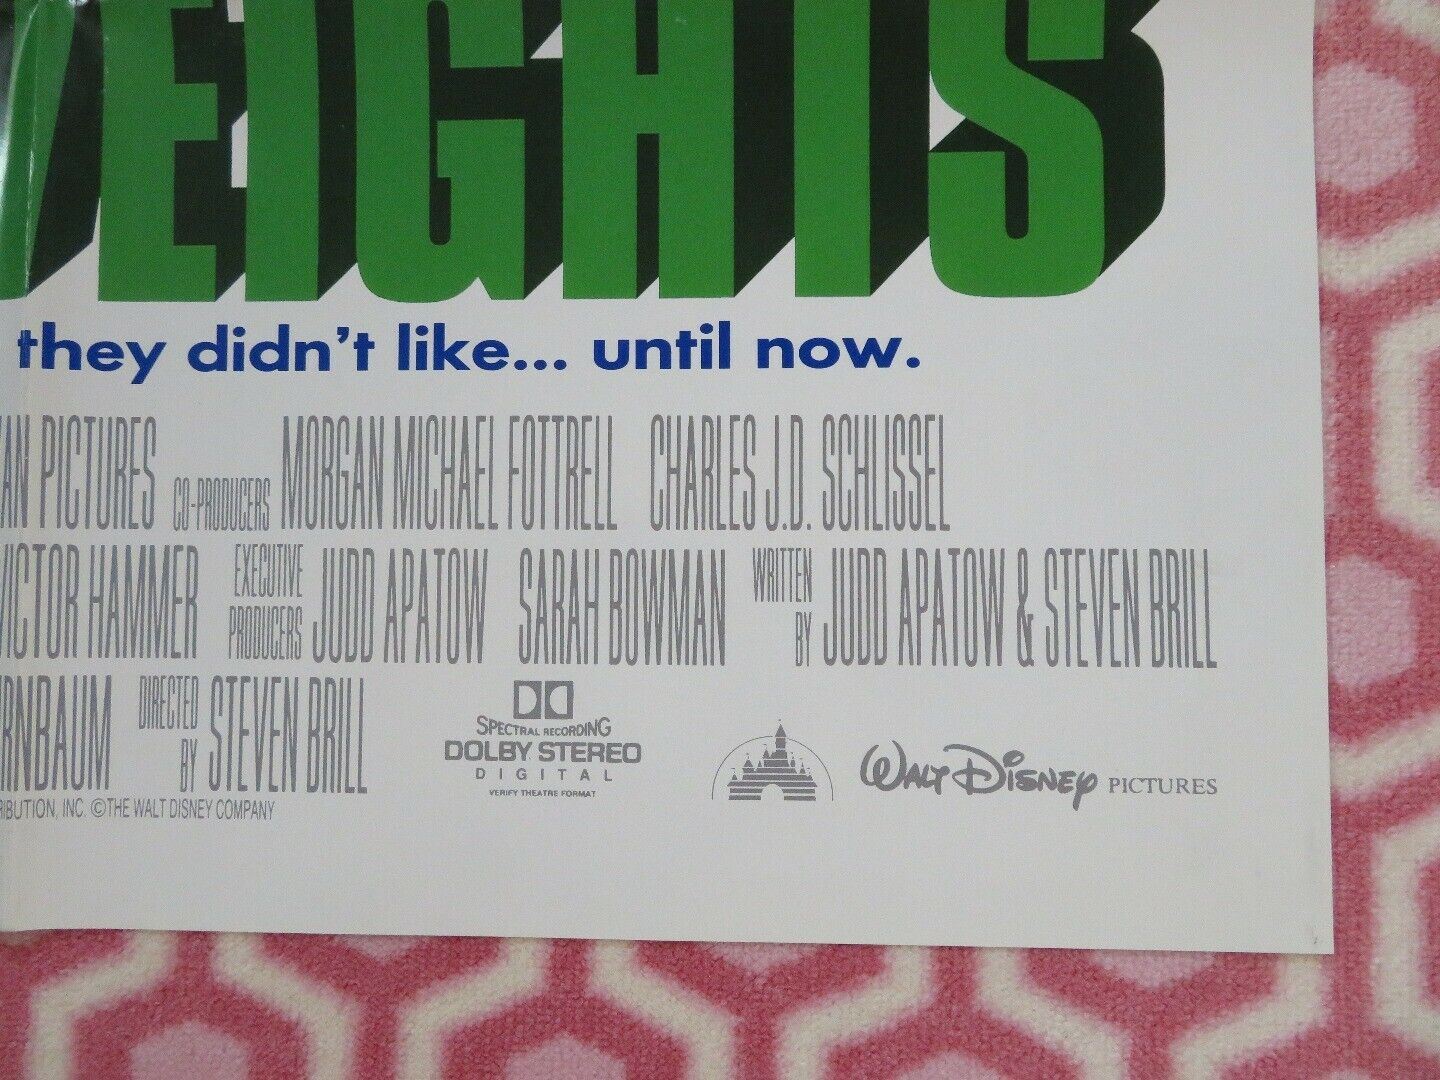 EIGHTS
they didn't like... until now.
AN PICTURES CO-PRODUCERS MORGAN MICHAEL FOTTRELL CHARLES J.D. SCHLISSEL
VICTOR HAMMER EXECUTIVE PRODUCERS JUDD APATOW SARAH BOWMAN WRITTEN BY JUDD APATOW & STEVEN BRILL
RNBAUM DIRECTED BY STEVEN BRILL
SPECTRAL RECORDING
DOLBY STEREO
DIGITAL
VERIFY THEATRE FORMAT
WALT DISNEY PICTURES
RIBUTION, INC. ©THE WALT DISNEY COMPANY